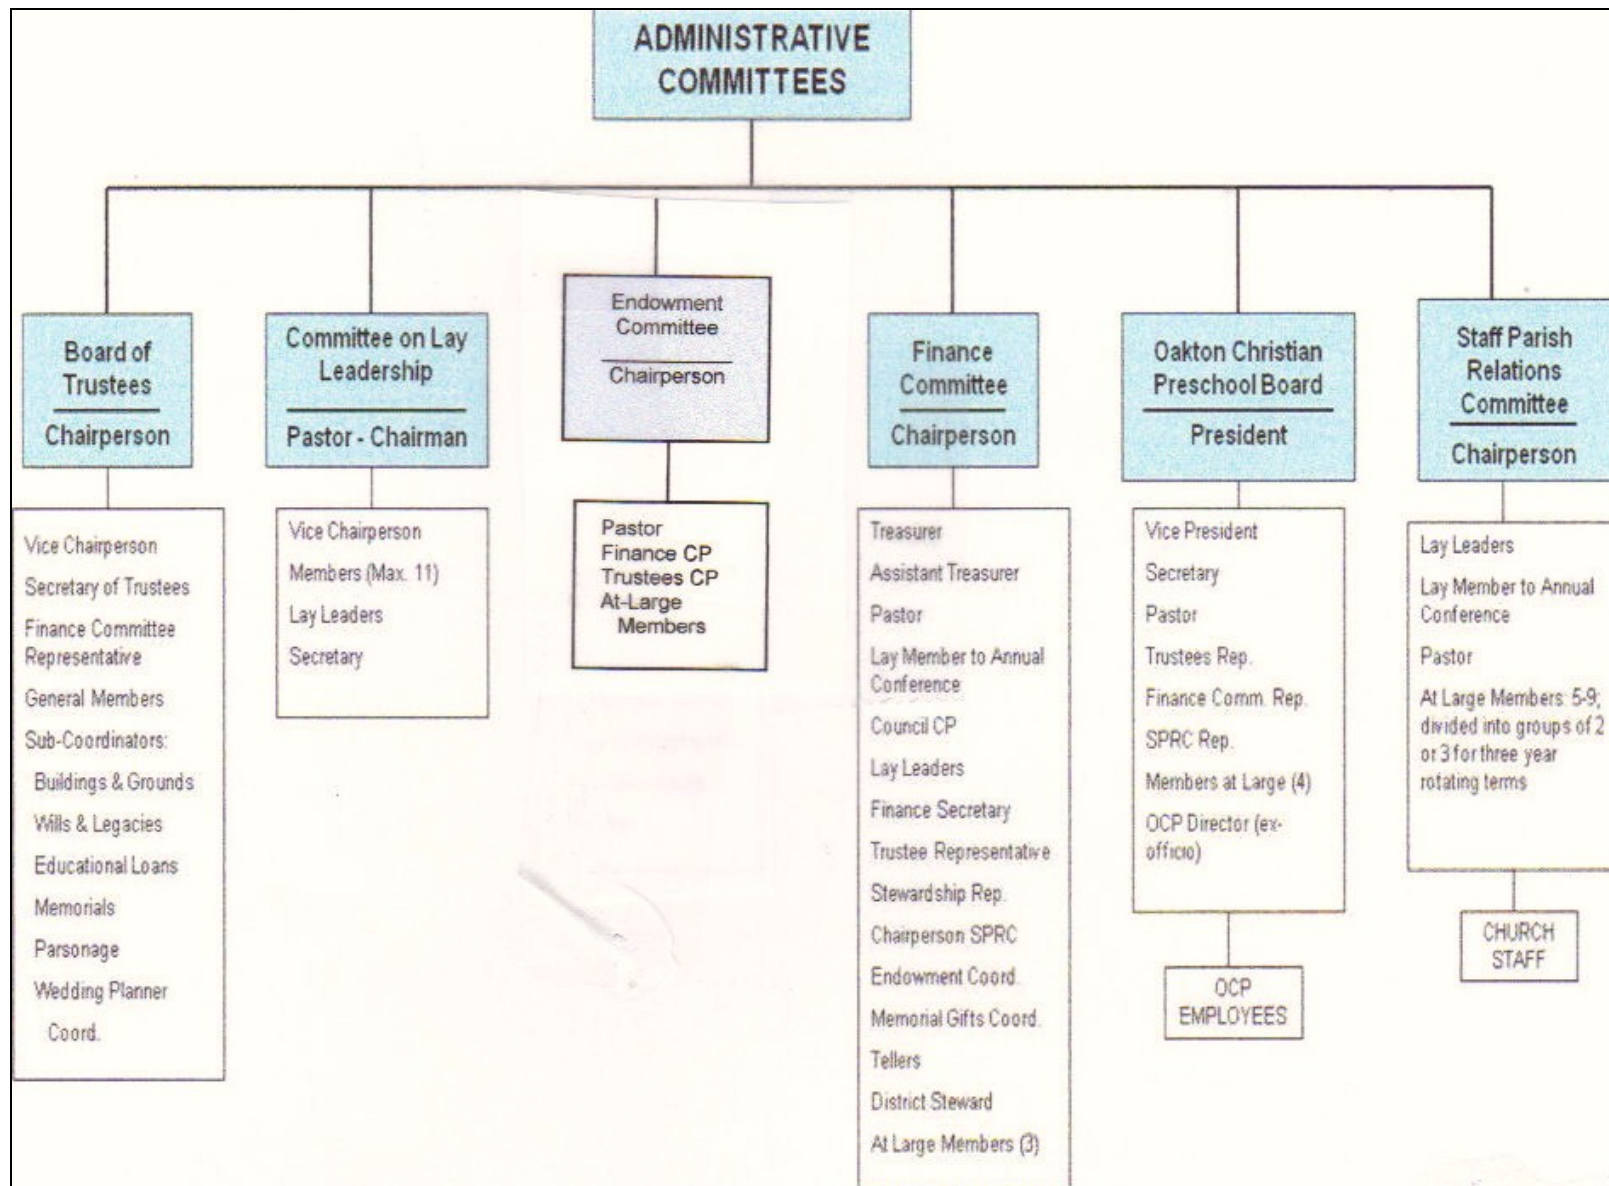 ADMINISTRATIVE
COMMITTEES
Board of
Trustees
Chairperson
Vice Chairperson
Secretary of Trustees
Finance Committee
Representative
General Members
Sub-Coordinators:
Buildings & Grounds
Wills & Legacies
Educational Loans
Memorials
Parsonage
Wedding Planner
Coord.
Committee on Lay
Leadership
Pastor - Chairman
Vice Chairperson
Members (Max. 11)
Lay Leaders
Secretary
Endowment
Committee
Chairperson
Pastor
Finance CP
Trustees CP
At-Large
Members
Finance
Committee
Chairperson
Treasurer
Assistant Treasurer
Pastor
Lay Member to Annual
Conference
Council CP
Lay Leaders
Finance Secretary
Trustee Representative
Stewardship Rep.
Chairperson SPRC
Endowment Coord.
Memorial Gifts Coord.
Tellers
District Steward
At Large Members (3)
Oakton Christian
Preschool Board
President
Vice President
Secretary
Pastor
Trustees Rep.
Finance Comm. Rep.
SPRC Rep.
Members at Large (4)
OCP Director (ex-
officio)
OCP
EMPLOYEES
Staff Parish
Relations
Committee
Chairperson
Lay Leaders
Lay Member to Annual
Conference
Pastor
At Large Members: 5-9;
divided into groups of 2
or 3 for three year
rotating terms
CHURCH
STAFF